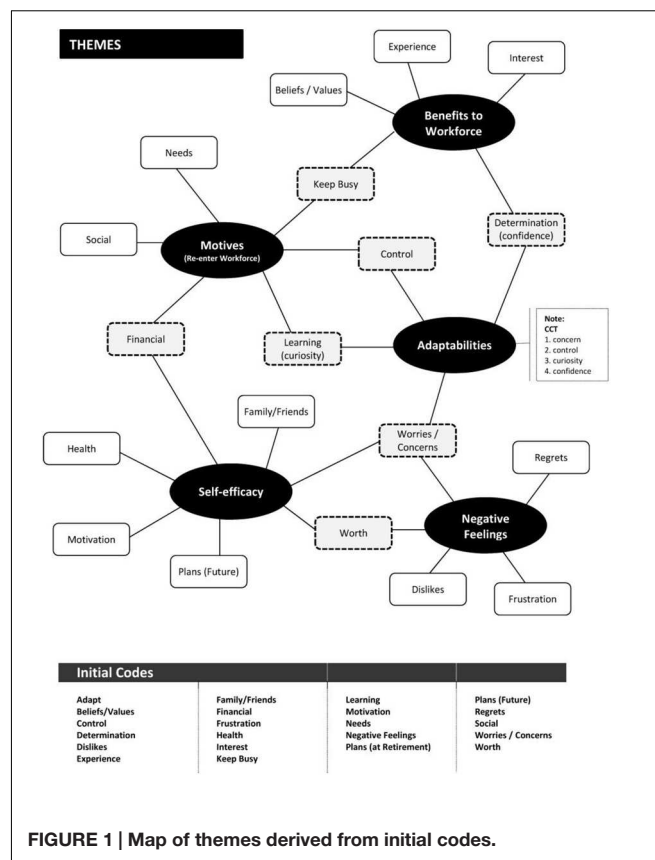 THEMES
Experience
Interest
Beliefs / Values
Benefits to
Workforce
Needs
Keep Busy
Determination
(confidence)
Social
Motives
(Re-enter Workforce)
Control
Financial
Learning
(curiosity)
Adaptabilities
Note:
CCT
1. concern
2. control
3. curiosity
4. confidence
Family/Friends
Worries /
Concerns
Health
Regrets
Self-efficacy
Negative
Feelings
Worth
Motivation
Plans (Future)
Dislikes
Frustration
Initial Codes
Adapt
Beliefs/Values
Control
Determination
Dislikes
Experience
Family/Friends
Financial
Frustration
Health
Interest
Keep Busy
Learning
Motivation
Needs
Negative Feelings
Plans (at Retirement)
Plans (Future)
Regrets
Social
Worries / Concerns
Worth
FIGURE 1 | Map of themes derived from initial codes.